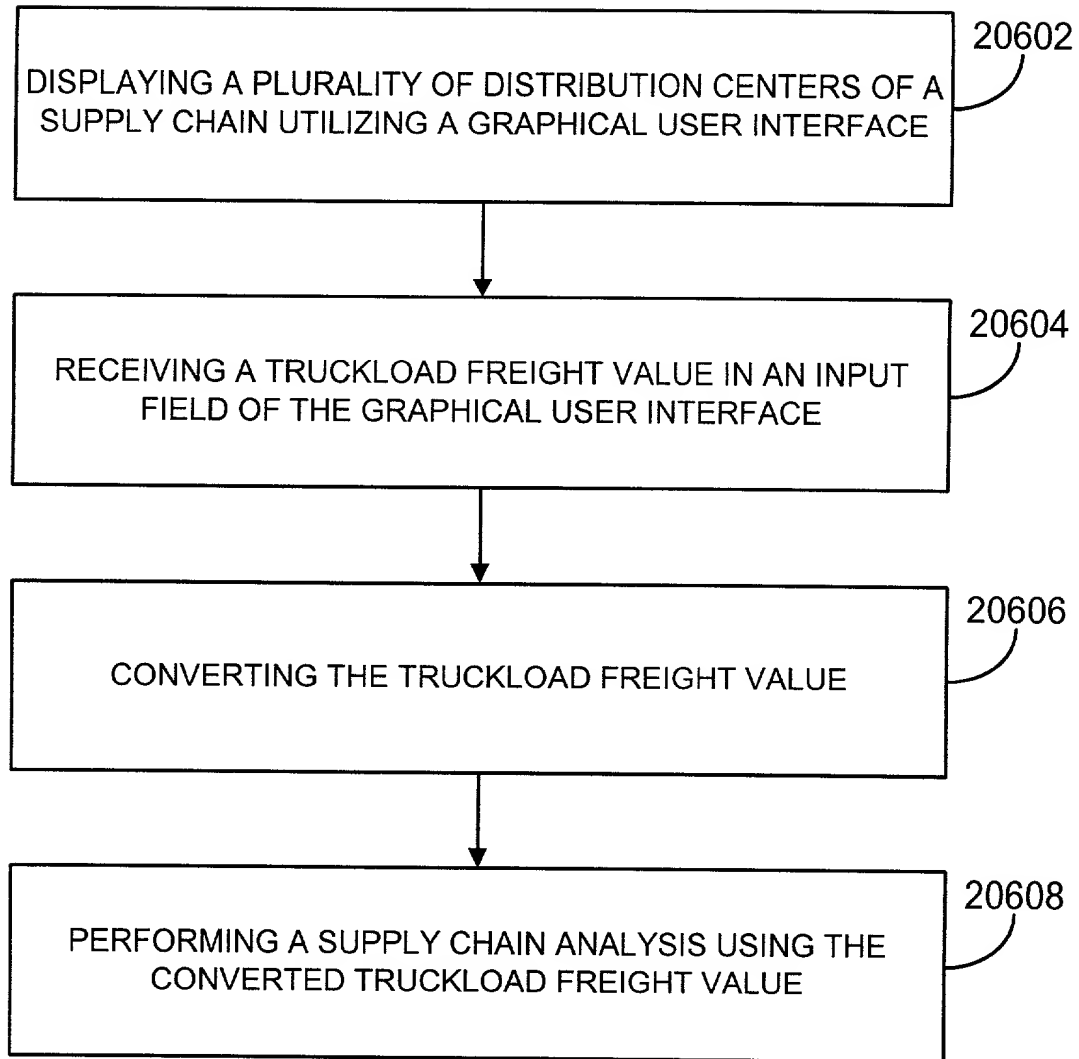 20602
DISPLAYING A PLURALITY OF DISTRIBUTION CENTERS OF A
SUPPLY CHAIN UTILIZING A GRAPHICAL USER INTERFACE
20604
RECEIVING A TRUCKLOAD FREIGHT VALUE IN AN INPUT
FIELD OF THE GRAPHICAL USER INTERFACE
20606
CONVERTING THE TRUCKLOAD FREIGHT VALUE
20608
PERFORMING A SUPPLY CHAIN ANALYSIS USING THE
CONVERTED TRUCKLOAD FREIGHT VALUE